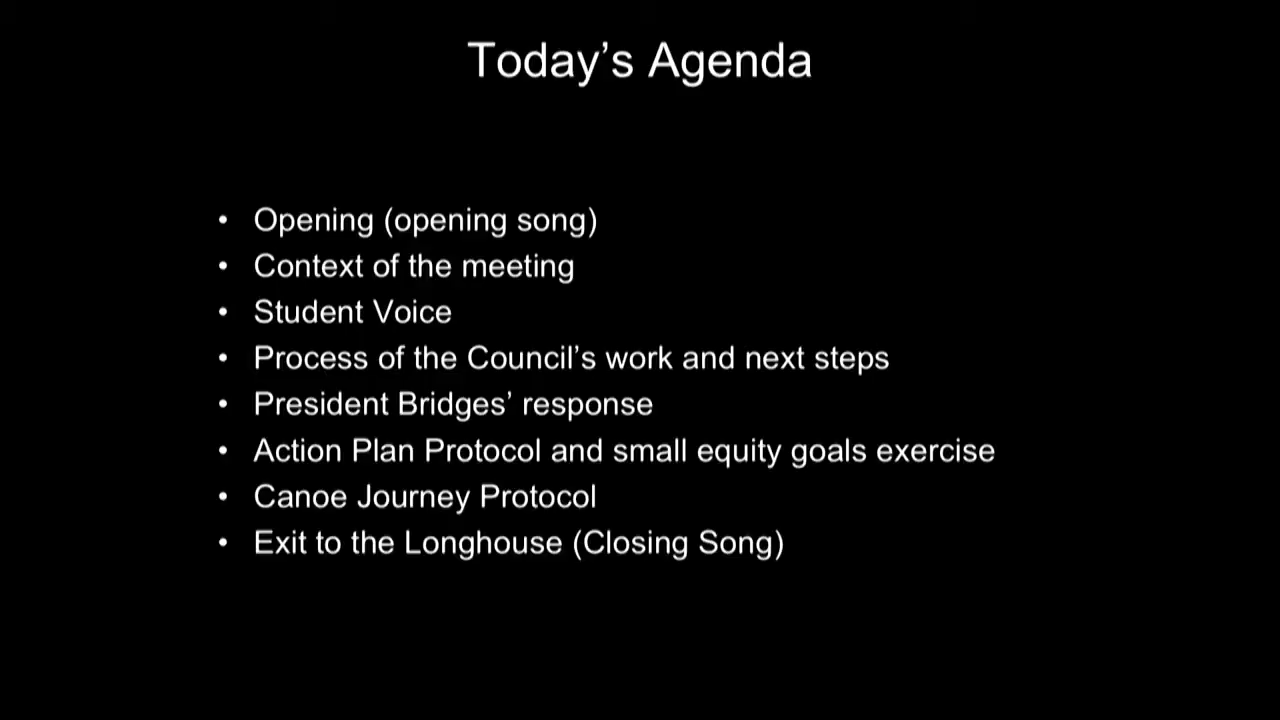 Today’s Agenda
• Opening (opening song)
• Context of the meeting
• Student Voice
• Process of the Council’s work and next steps
• President Bridges’ response
• Action Plan Protocol and small equity goals exercise
• Canoe Journey Protocol
• Exit to the Longhouse (Closing Song)